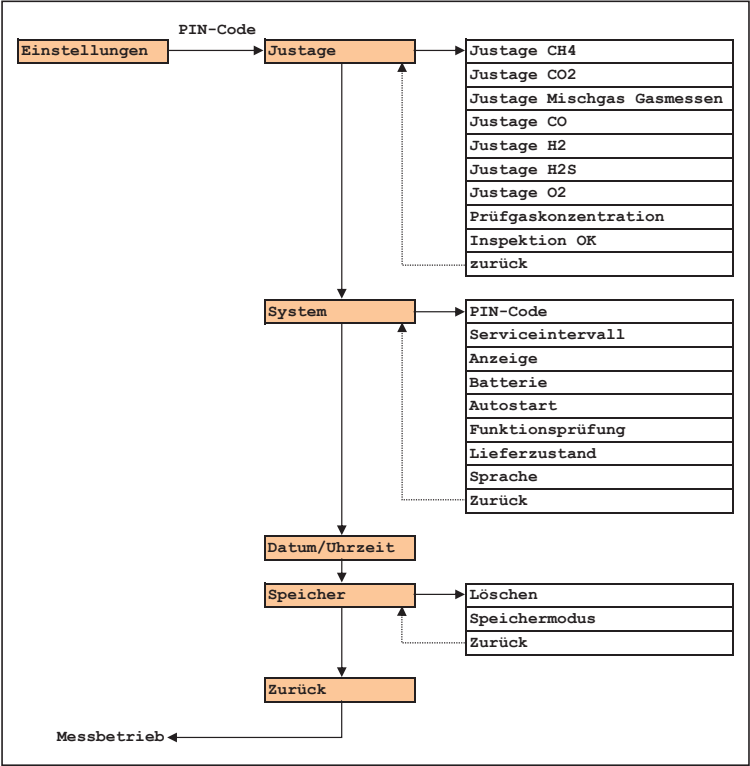 PIN-Code
Einstellungen
Justage
Justage CH4
Justage CO2
Justage Mischgas Gasmessen
Justage CO
Justage H2
Justage H2S
Justage O2
Prüfgaskonzentration
Inspektion OK
zurück
System
PIN-Code
Serviceintervall
Anzeige
Batterie
Autostart
Funktionsprüfung
Lieferzustand
Sprache
Zurück
Datum/Uhrzeit
Speicher
Löschen
Speichermodus
Zurück
Zurück
Messbetrieb